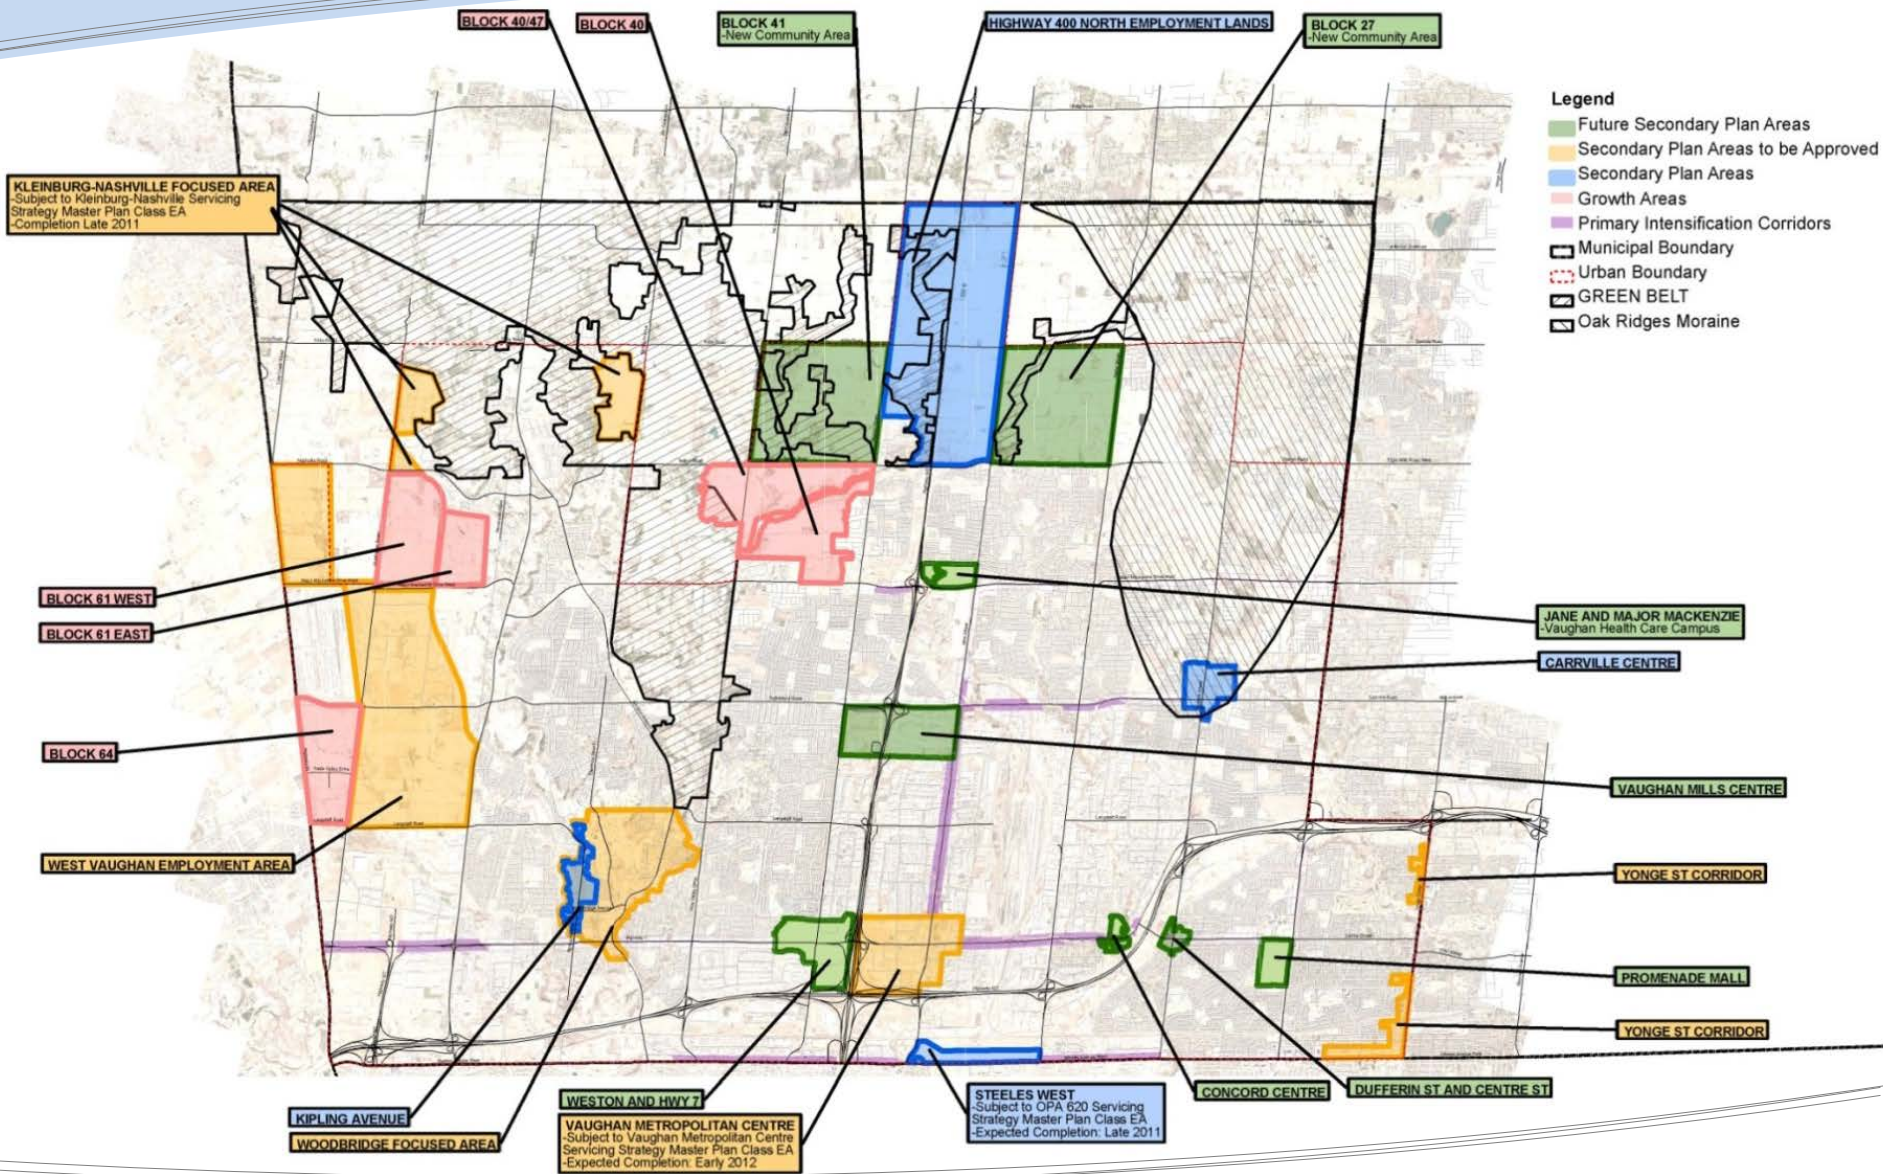 BLOCK 40/47
BLOCK 40
BLOCK 41
-New Community Area
HIGHWAY 400 NORTH EMPLOYMENT LANDS
BLOCK 27
-New Community Area
Legend
Future Secondary Plan Areas
Secondary Plan Areas to be Approved
Secondary Plan Areas
Growth Areas
Primary Intensification Corridors
Municipal Boundary
Urban Boundary
GREEN BELT
Oak Ridges Moraine
KLEINBURG-NASHVILLE FOCUSED AREA
-Subject to Kleinburg-Nashville Servicing
Strategy Master Plan Class EA
-Completion Late 2011
BLOCK 61 WEST
BLOCK 61 EAST
JANE AND MAJOR MACKENZIE
-Vaughan Health Care Campus
CARRVILLE CENTRE
BLOCK 64
VAUGHAN MILLS CENTRE
WEST VAUGHAN EMPLOYMENT AREA
YONGE ST CORRIDOR
PROMENADE MALL
YONGE ST CORRIDOR
KIPLING AVENUE
WOODBRIDGE FOCUSED AREA
WESTON AND HWY 7
VAUGHAN METROPOLITAN CENTRE
-Subject to Vaughan Metropolitan Centre
Servicing Strategy Master Plan Class EA
-Expected Completion: Early 2012
STEELES WEST
-Subject to OPA 620 Servicing
Strategy Master Plan Class EA
-Expected Completion: Late 2011
CONCORD CENTRE
DUFFERIN ST AND CENTRE ST